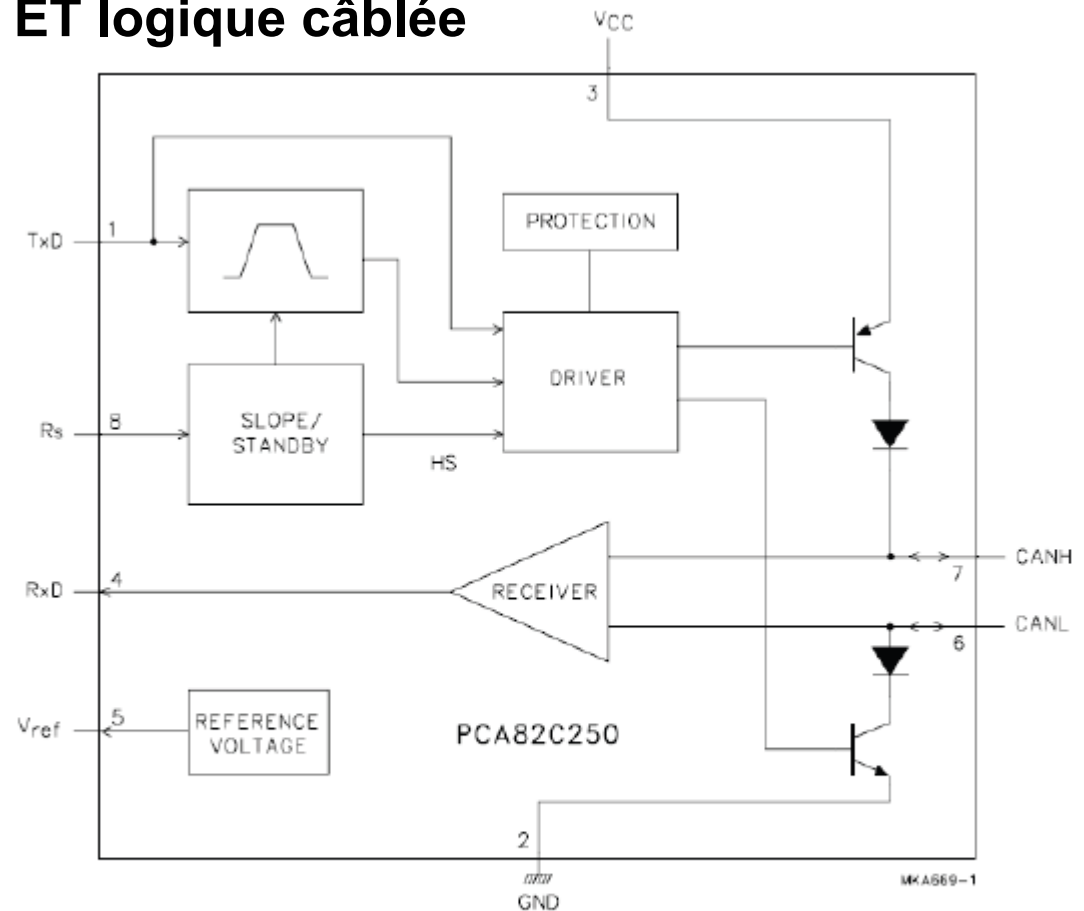 ET logique câblée
VCC
3
TxD
1
PROTECTION
DRIVER
Rs
8
SLOPE/
STANDBY
HS
RxD
4
RECEIVER
CANH
7
CANL
6
Vref
5
REFERENCE
VOLTAGE
PCA82C250
2
GND
MKA669-1